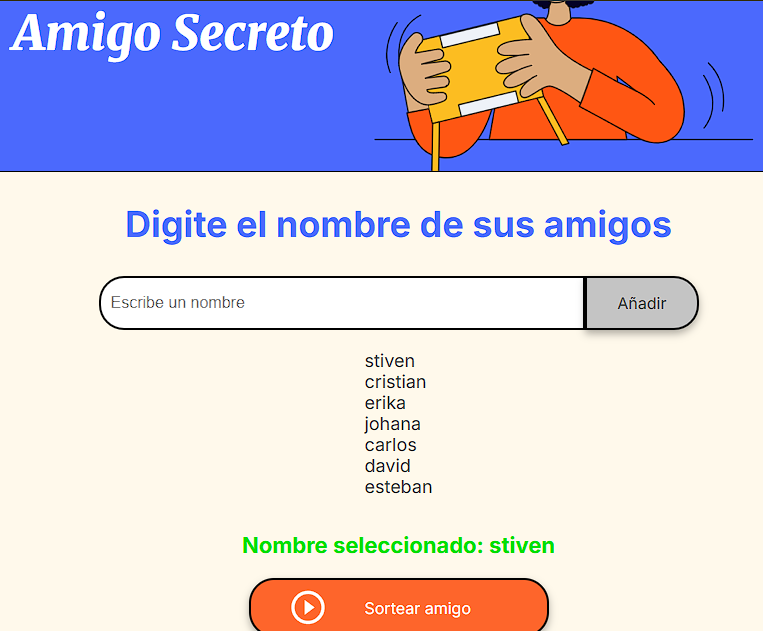 Amigo Secreto
Digite el nombre de sus amigos
Escribe un nombre
Añadir
stiven
cristian
erika
johana
carlos
david
esteban
Nombre seleccionado: stiven
Sortear amigo